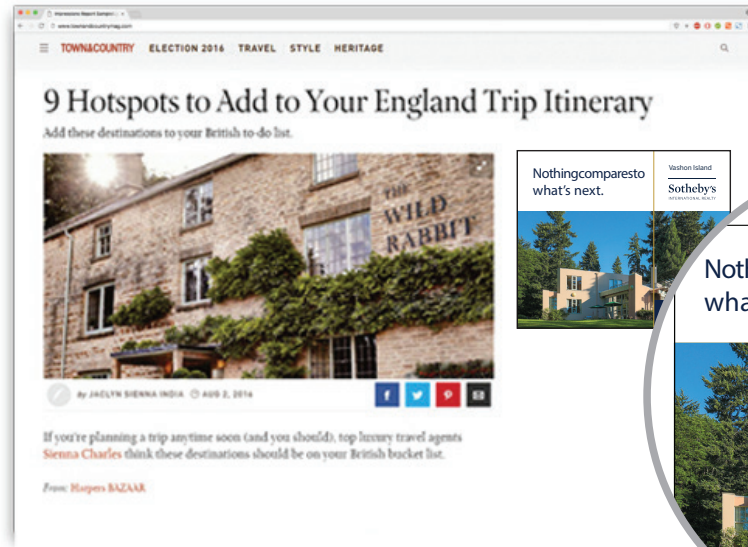 www.townandcountrymag.com
TOWN&COUNTRY ELECTION 2016 TRAVEL STYLE HERITAGE
9 Hotspots to Add to Your England Trip Itinerary
Add these destinations to your British to-do list.
THE
WILD
RABBIT
Nothingcomparesto
what's next.
Vashon Island
Sotheby's
INTERNATIONAL REALTY
Noth
wha
By JACLYN SIENNA INDIA AUG 2, 2016
If you're planning a trip anytime soon (and you should), top luxury travel agents
Sienna Charles think these destinations should be on your British bucket list.
From: Harpers BAZAAR